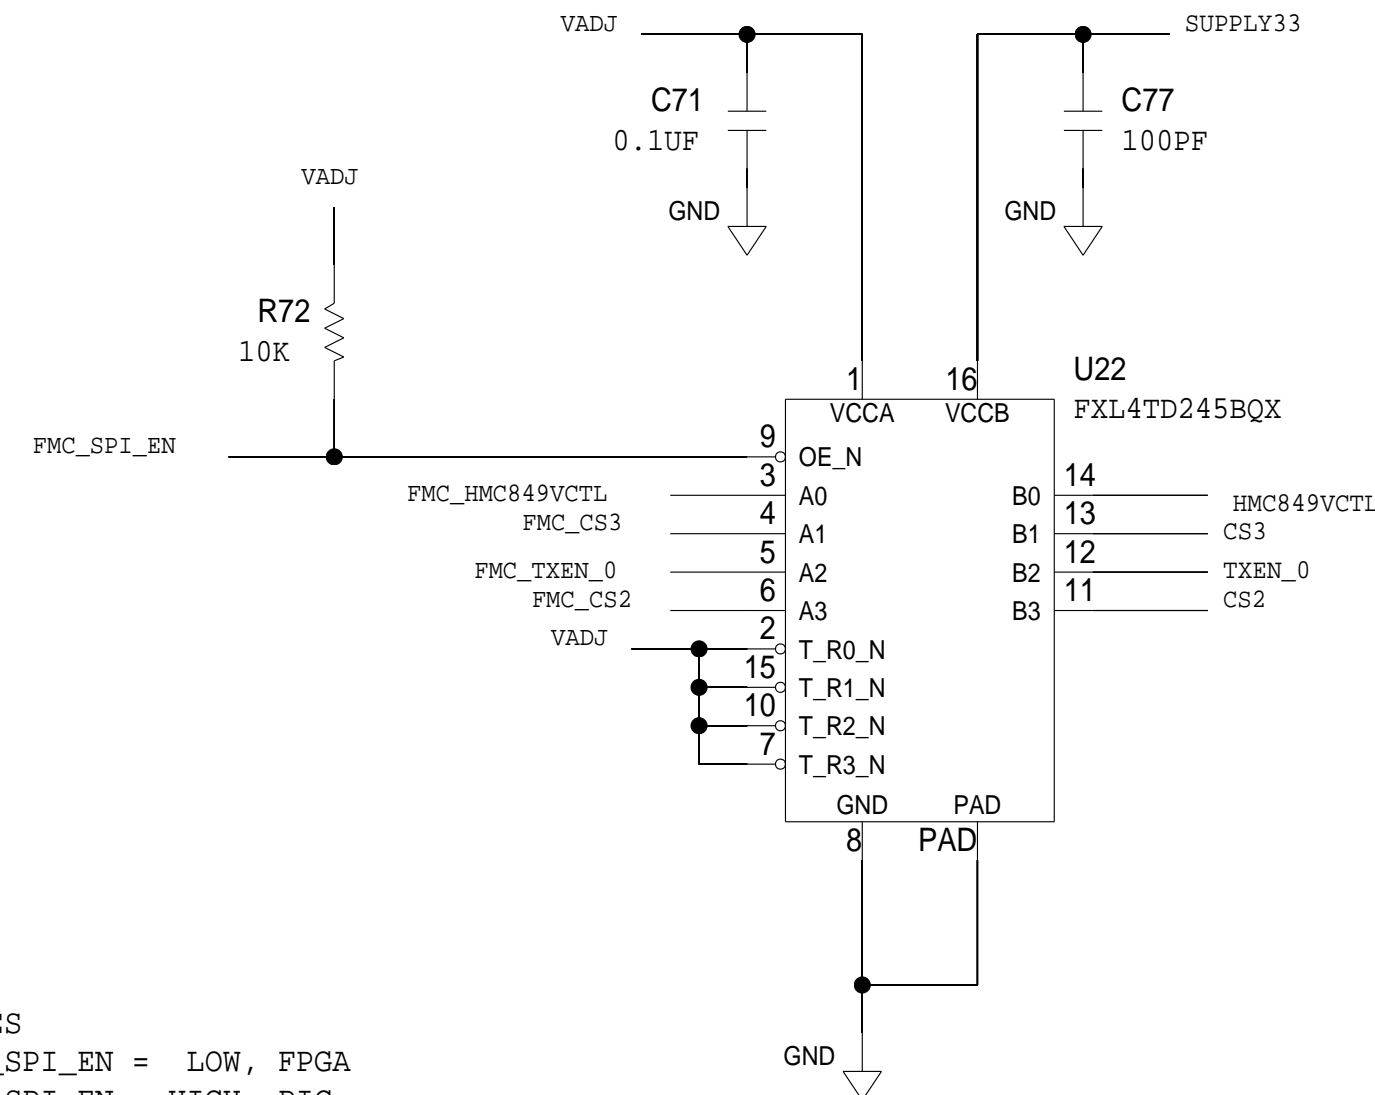 VADJ
SUPPLY33
C71
0.1UF
C77
100PF
GND
GND
VADJ
R72
10K
FMC_SPI_EN
1
16
U22
FXL4TD245BQX
VCCA
VCCB
9
OE_N
FMC_HMC849VCTL
3
A0
B0
14
HMC849VCTL
FMC_CS3
4
A1
B1
13
CS3
FMC_TXEN_0
5
A2
B2
12
TXEN_0
FMC_CS2
6
A3
B3
11
CS2
VADJ
2
T_R0_N
15
T_R1_N
10
T_R2_N
7
T_R3_N
GND
PAD
8
PAD
GND
ES
_SPI_EN = LOW, FPGA